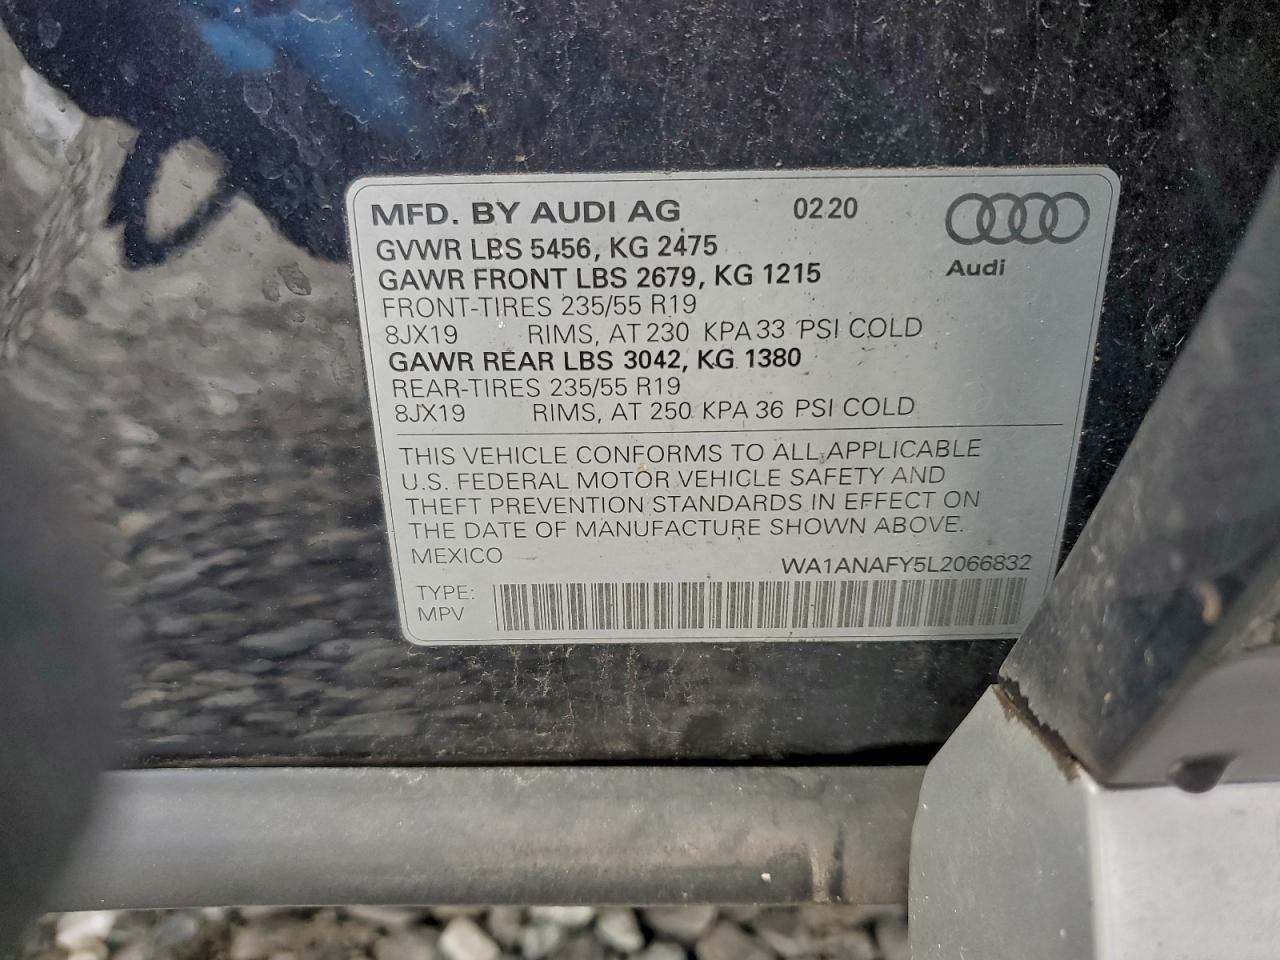 MFD. BY AUDI AG 02 20
GVWR LBS 5456, KG 2475
Audi
GAWR FRONT LBS 2679, KG 1215
FRONT-TIRES 235/55 R19
8JX19 RIMS, AT 230 KPA 33 PSI COLD
GAWR REAR LBS 3042, KG 1380
REAR-TIRES 235/55 R19
8JX19 RIMS, AT 250 KPA 36 PSI COLD
THIS VEHICLE CONFORMS TO ALL APPLICABLE
U.S. FEDERAL MOTOR VEHICLE SAFETY AND
THEFT PREVENTION STANDARDS IN EFFECT ON
THE DATE OF MANUFACTURE SHOWN ABOVE.
MEXICO WA1ANAFY5L2066832
TYPE:
MPV